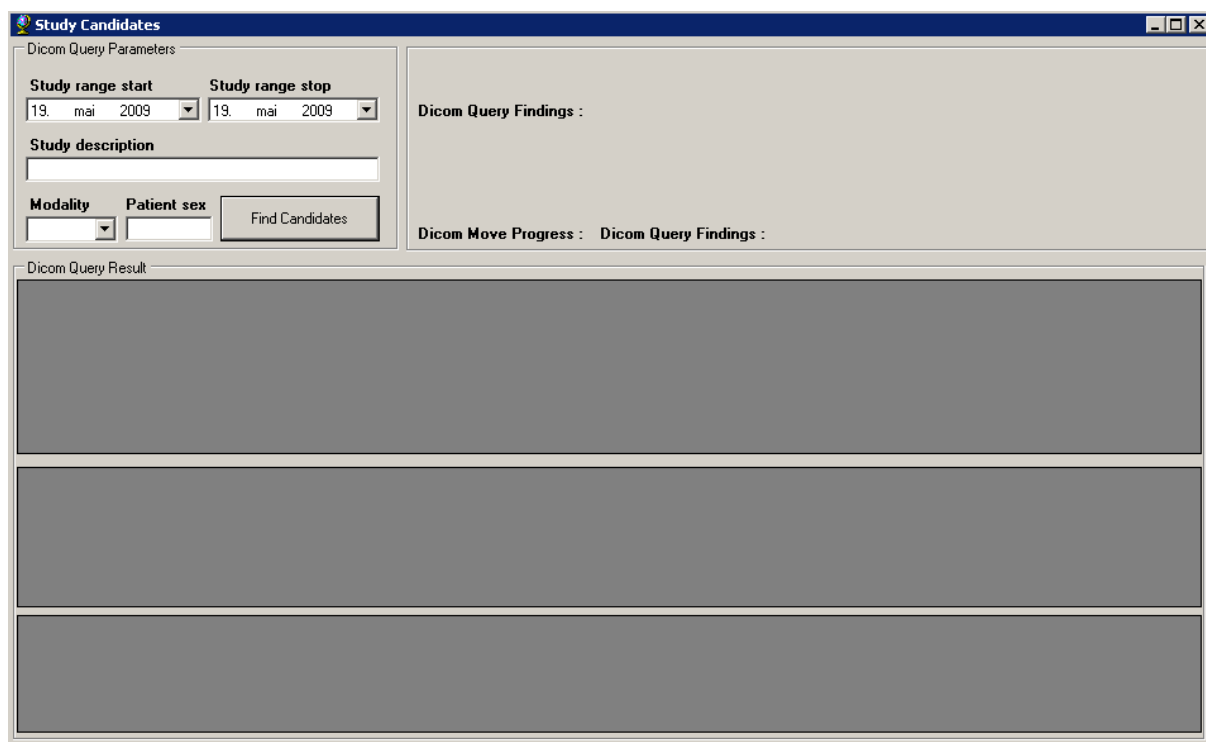 Study Candidates
Dicom Query Parameters
Study range start Study range stop
19. mai 2009 19. mai 2009
Study description
Modality Patient sex
Find Candidates
Dicom Query Findings :
Dicom Move Progress : Dicom Query Findings :
Dicom Query Result